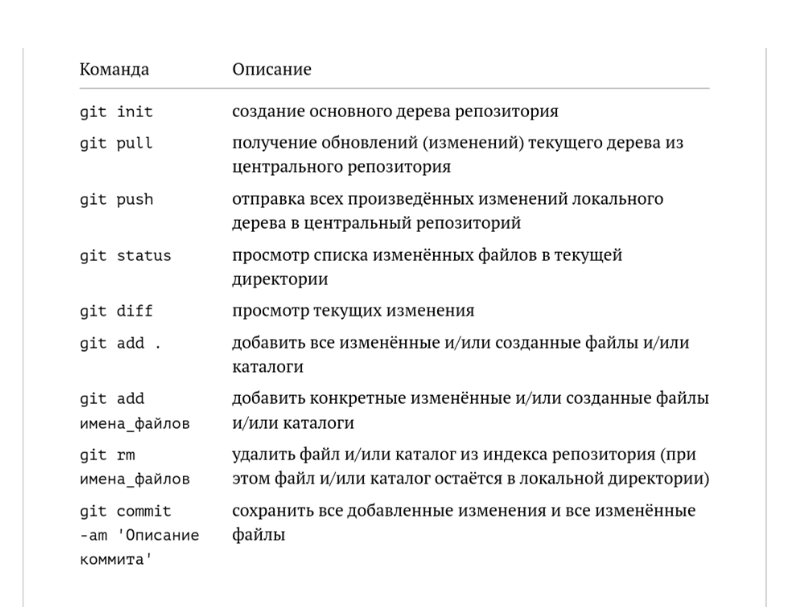 Команда Описание
git init создание основного дерева репозитория
git pull получение обновлений (изменений) текущего дерева из
центрального репозитория
git push отправка всех произведённых изменений локального
дерева в центральный репозиторий
git status просмотр списка изменённых файлов в текущей
директории
git diff просмотр текущих изменения
git add . добавить все изменённые и/или созданные файлы и/или
каталоги
git add добавить конкретные изменённые и/или созданные файлы
имена_файлов и/или каталоги
git rm удалить файл и/или каталог из индекса репозитория (при
имена_файлов этом файл и/или каталог остаётся в локальной директории)
git commit сохранить все добавленные изменения и все изменённые
-am 'Описание файлы
коммита'